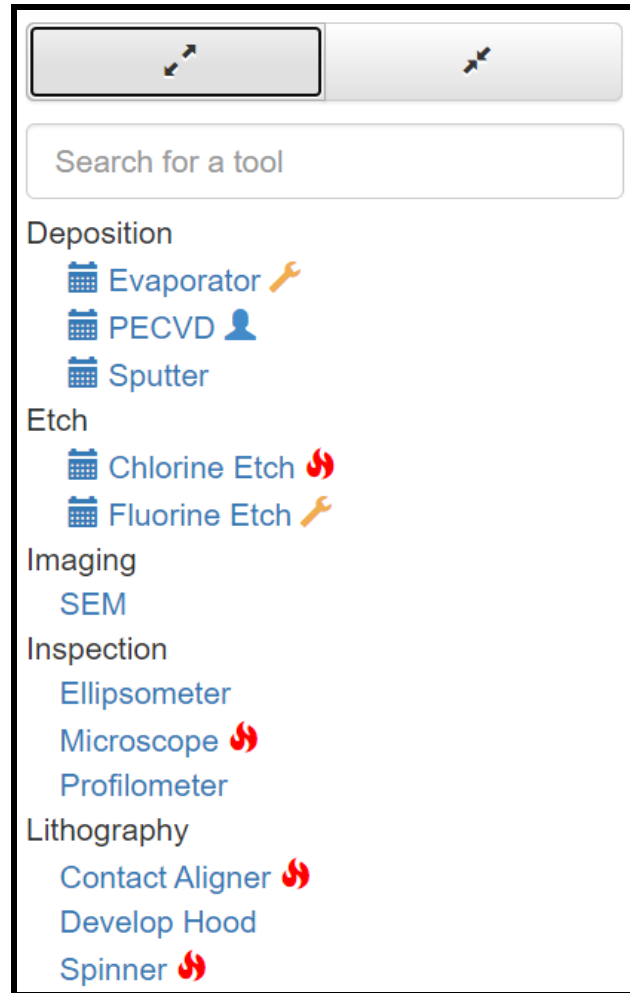 Search for a tool
Deposition
Evaporator
PECVD
Sputter
Etch
Chlorine Etch
Fluorine Etch
Imaging
SEM
Inspection
Ellipsometer
Microscope
Profilometer
Lithography
Contact Aligner
Develop Hood
Spinner